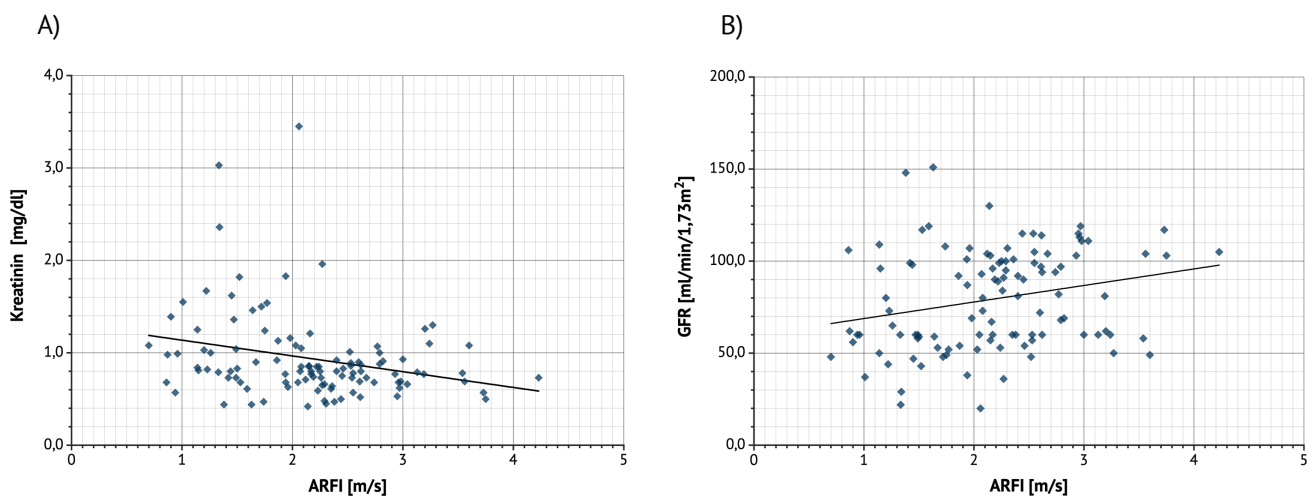 A)
4,0
3,0
2,0
1,0
0,0
0 1 2 3 4 5
Kreatinin [mg/dl]
ARFI [m/s]
B)
200,0
150,0
100,0
50,0
0,0
0 1 2 3 4 5
GFR [ml/min/1,73m²]
ARFI [m/s]